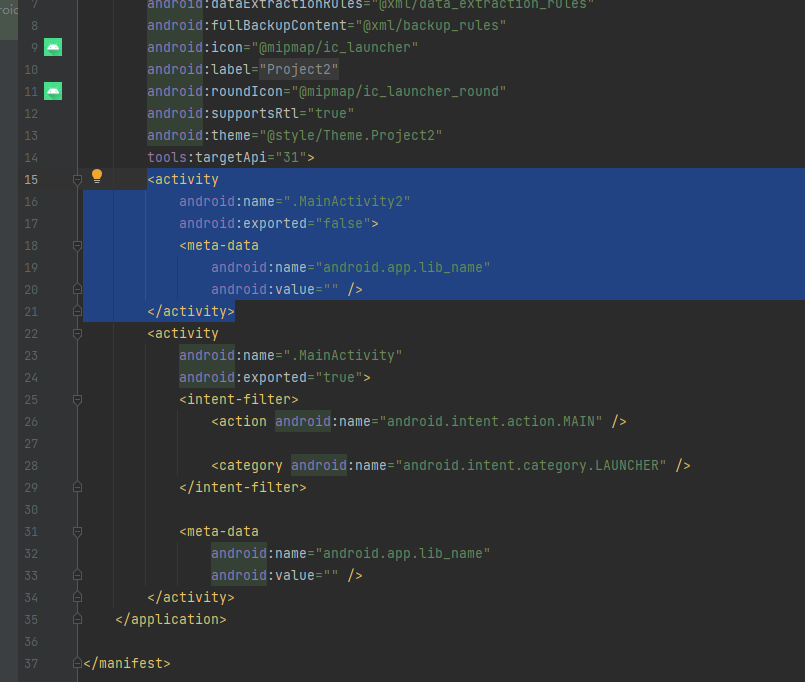 roid
7 android:dataExtractionRules="@xml/data_extraction_rules"
8 android:fullBackupContent="@xml/backup_rules"
9 android:icon="@mipmap/ic_launcher"
10 android:label="Project2"
11 android:roundIcon="@mipmap/ic_launcher_round"
12 android:supportsRtl="true"
13 android:theme="@style/Theme.Project2"
14 tools:targetApi="31">
15 <activity
16 android:name=".MainActivity2"
17 android:exported="false">
18 <meta-data
19 android:name="android.app.lib_name"
20 android:value="" />
21 </activity>
22 <activity
23 android:name=".MainActivity"
24 android:exported="true">
25 <intent-filter>
26 <action android:name="android.intent.action.MAIN" />
27
28 <category android:name="android.intent.category.LAUNCHER" />
29 </intent-filter>
30
31 <meta-data
32 android:name="android.app.lib_name"
33 android:value="" />
34 </activity>
35 </application>
36
37 </manifest>